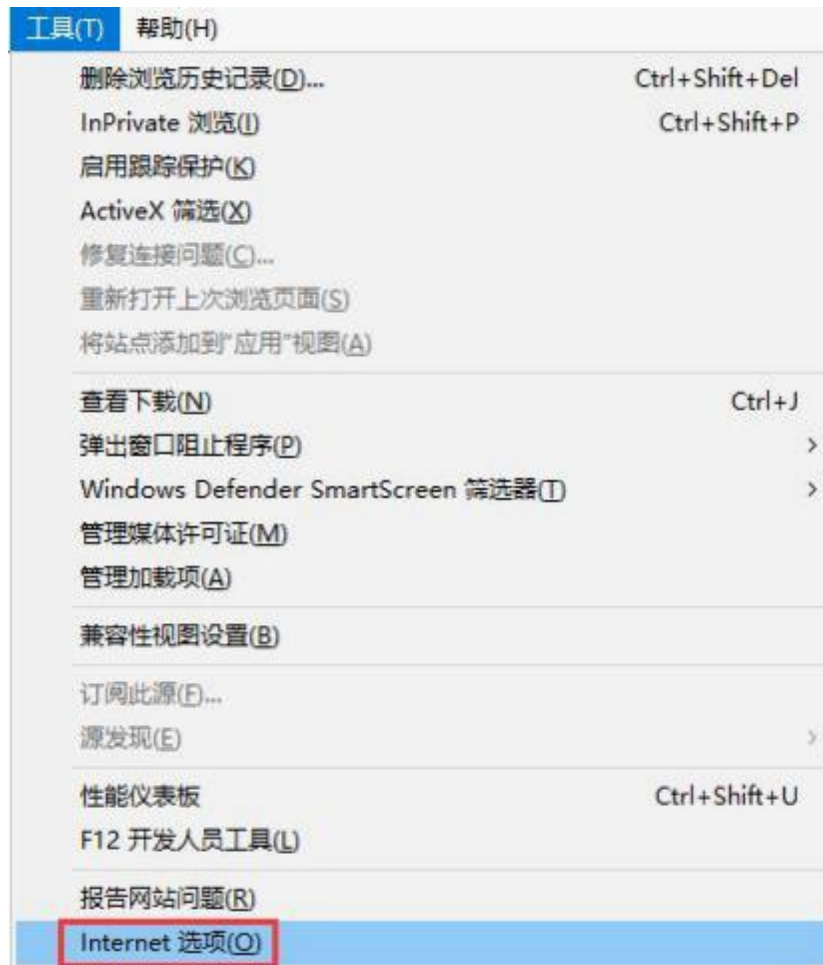 工具(T) 帮助(H)
删除浏览历史记录(D)... Ctrl+Shift+Del
InPrivate 浏览(I) Ctrl+Shift+P
启用跟踪保护(K)
ActiveX 筛选(X)
修复连接问题(C)...
重新打开上次浏览页面(S)
将站点添加到“应用”视图(A)
查看下载(N) Ctrl+J
弹出窗口阻止程序(P)
Windows Defender SmartScreen 筛选器(T)
管理媒体许可证(M)
管理加载项(A)
兼容性视图设置(B)
订阅此源(F)...
源发现(E)
性能仪表板 Ctrl+Shift+U
F12 开发人员工具(L)
报告网站问题(R)
Internet 选项(O)